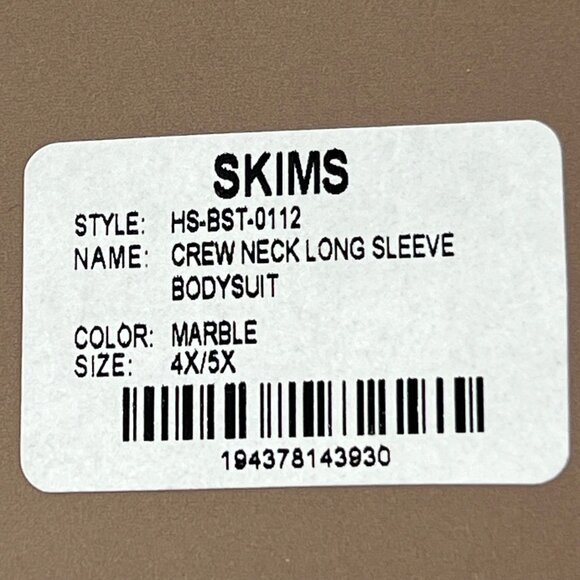 SKIMS
STYLE: HS-BST-0112
NAME: CREW NECK LONG SLEEVE
BODYSUIT
COLOR: MARBLE
SIZE: 4X/5X
194378143930